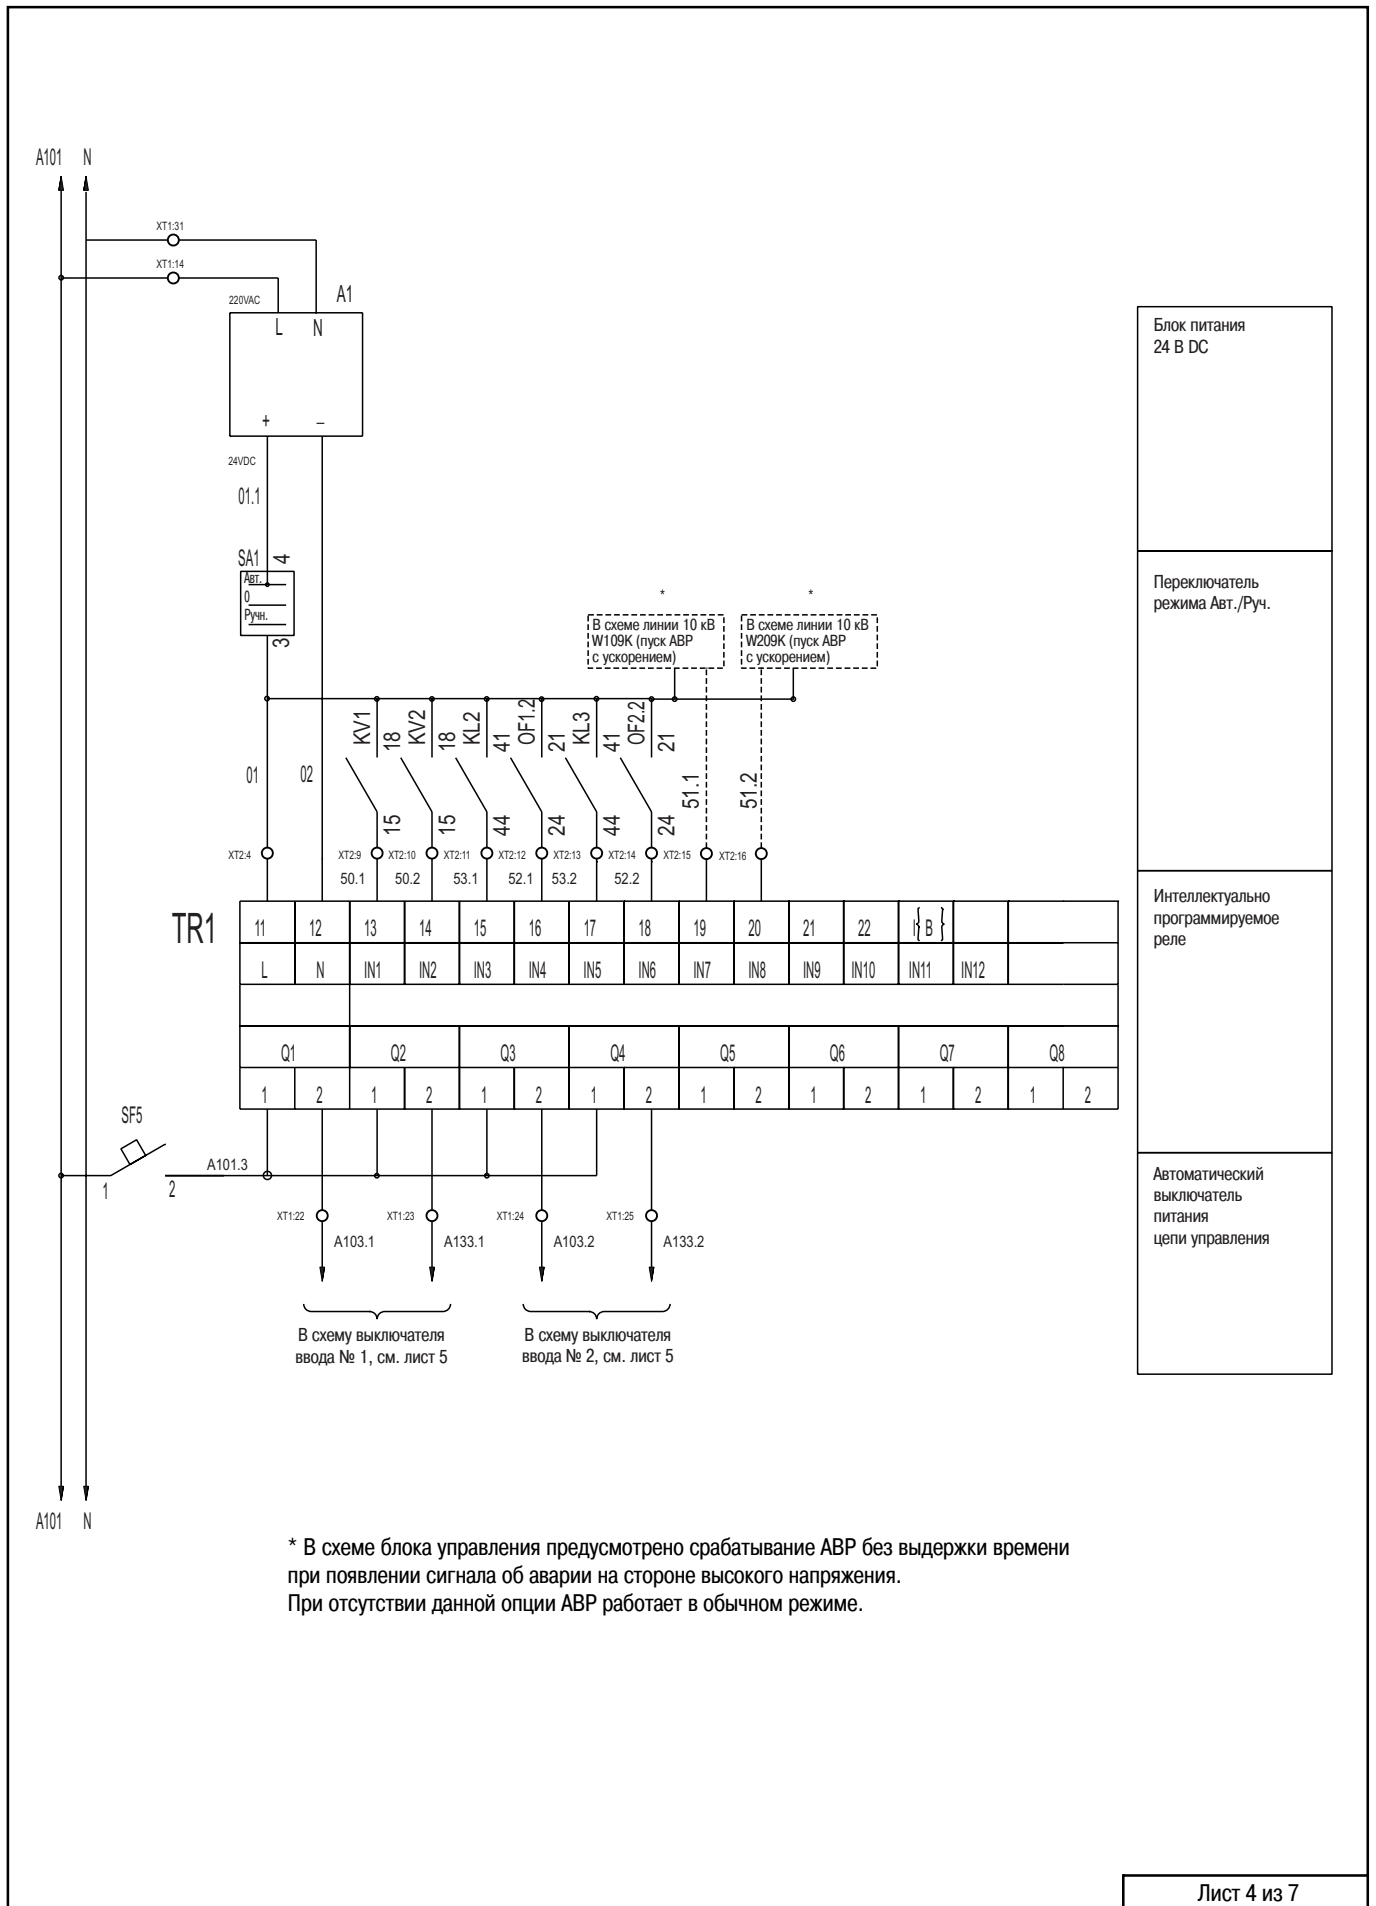 A101 N
XT1:31
XT1:14
220VAC A1
L N
+ –
24VDC
01.1
SA1 4
Авт.
0
Ручн.
3
Блок питания
24 В DC
Переключатель
режима Авт./Руч.
* *
В схеме линии 10 кВ
W109K (пуск АВР
с ускорением)
В схеме линии 10 кВ
W209K (пуск АВР
с ускорением)
KV1 18 KV2 18 KL2 41 OF1.2 21 KL3 41 OF2.2 21
01 02 51.1 51.2
15 15 44 24 44 24
XT2:4 XT2:9 XT2:10 XT2:11 XT2:12 XT2:13 XT2:14 XT2:15 XT2:16
50.1 50.2 53.1 52.1 53.2 52.2
Интеллектуально
программируемое
реле
TR1
11 12 13 14 15 16 17 18 19 20 21 22 I{ B }
L N IN1 IN2 IN3 IN4 IN5 IN6 IN7 IN8 IN9 IN10 IN11 IN12
Q1 Q2 Q3 Q4 Q5 Q6 Q7 Q8
1 2 1 2 1 2 1 2 1 2 1 2 1 2 1 2
SF5
1 2
A101.3
Автоматический
выключатель
питания
цепи управления
XT1:22 XT1:23 XT1:24 XT1:25
A103.1 A133.1 A103.2 A133.2
В схему выключателя
ввода № 1, см. лист 5
В схему выключателя
ввода № 2, см. лист 5
A101 N
* В схеме блока управления предусмотрено срабатывание АВР без выдержки времени
при появлении сигнала об аварии на стороне высокого напряжения.
При отсутствии данной опции АВР работает в обычном режиме.
Лист 4 из 7